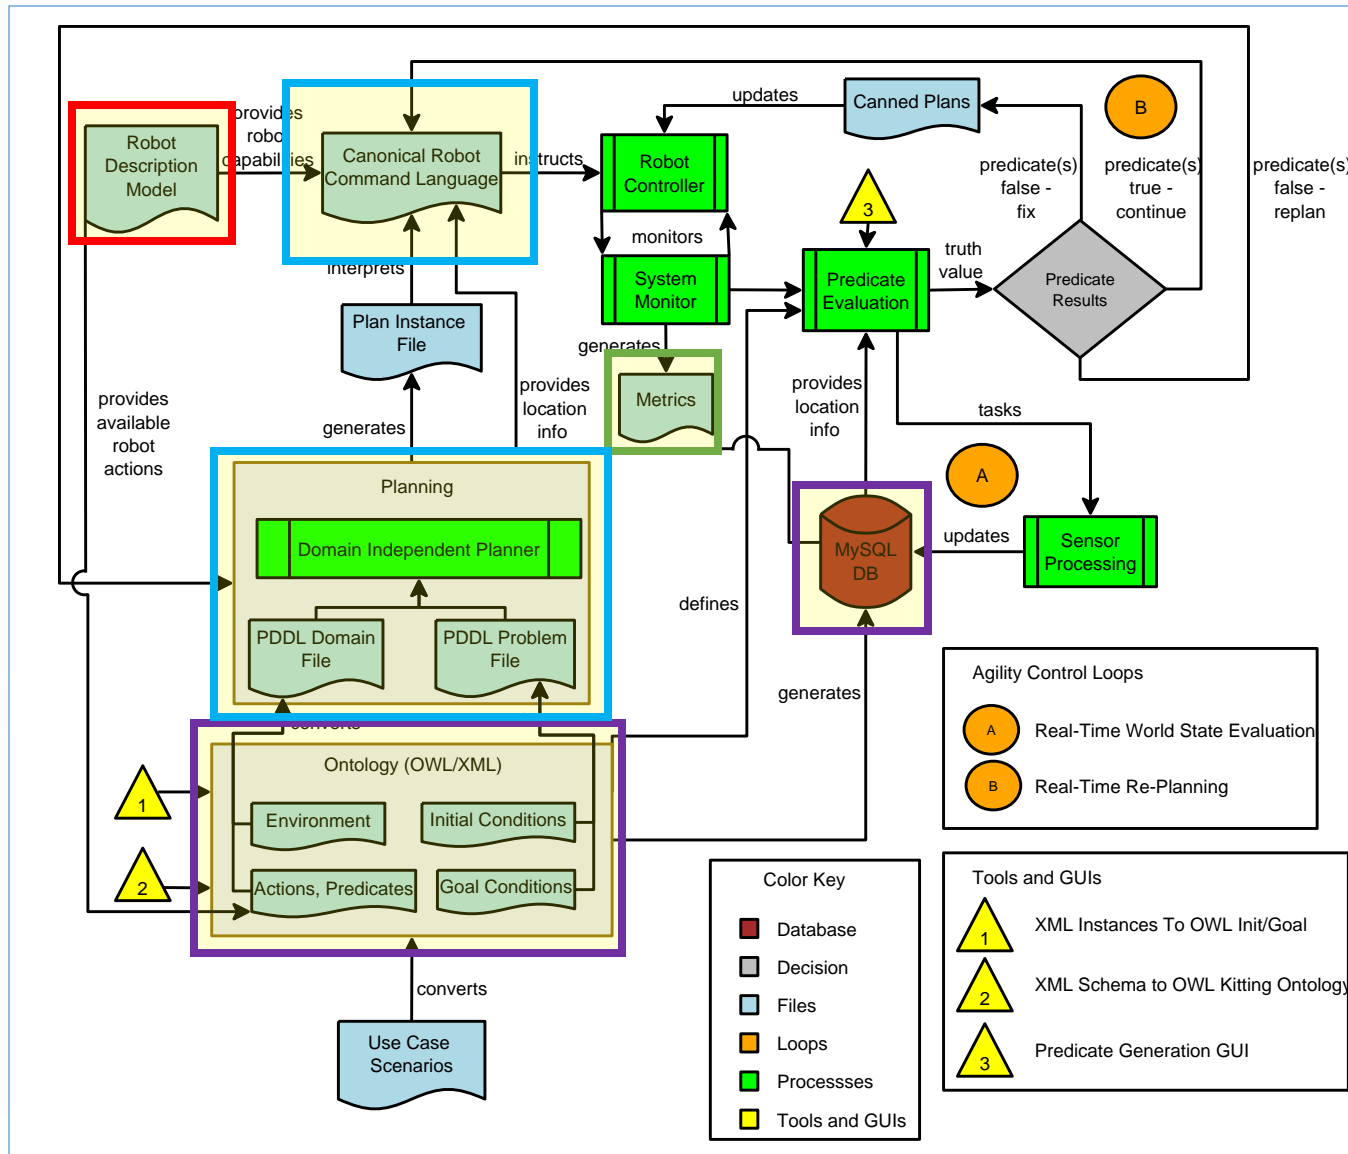 Robot
Description
Model
provides
robot
capabilities
Canonical Robot
Command Language
instructs
Robot
Controller
updates
Canned Plans
B
predicate(s)
false -
fix
predicate(s)
true -
continue
predicate(s)
false -
replan
3
monitors
System
Monitor
Predicate
Evaluation
truth
value
Predicate
Results
interprets
Plan Instance
File
generates
Metrics
provides
location
info
provides
location
info
tasks
provides
available
robot
actions
generates
Planning
Domain Independent Planner
PDDL Domain
File
PDDL Problem
File
A
MySQL
DB
updates
Sensor
Processing
defines
generates
converts
Ontology (OWL/XML)
Environment
Initial Conditions
Actions, Predicates
Goal Conditions
1
2
converts
Use Case
Scenarios
Agility Control Loops
A
Real-Time World State Evaluation
B
Real-Time Re-Planning
Color Key
Database
Decision
Files
Loops
Processses
Tools and GUIs
Tools and GUIs
1
XML Instances To OWL Init/Goal
2
XML Schema to OWL Kitting Ontology
3
Predicate Generation GUI